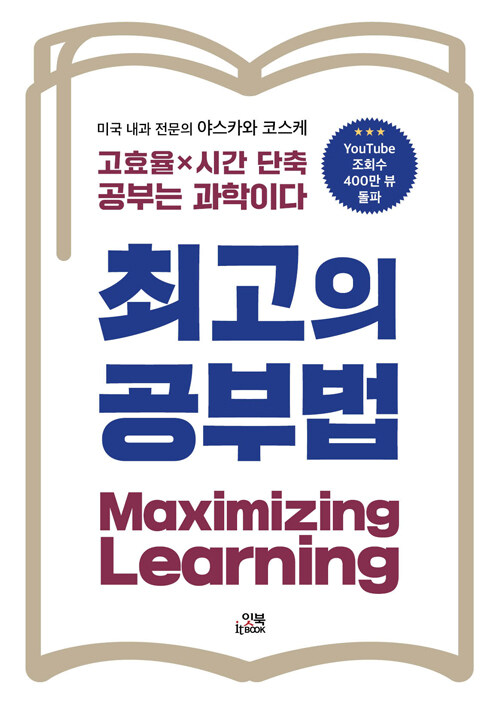 미국 내과 전문의 야스카와 코스케
고효율×시간 단축
공부는 과학이다
★★★
YouTube
조회수
400만 뷰
돌파
최고의
공부법
Maximizing
Learning
잇북
itBOOK